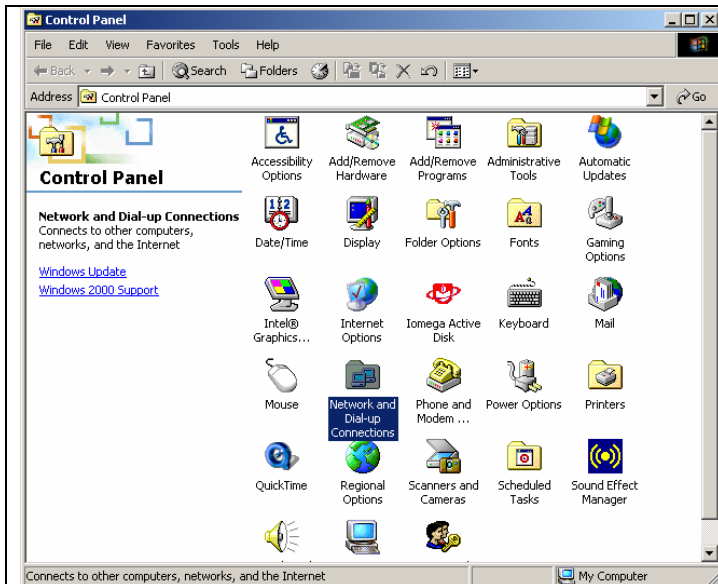 Control Panel
File Edit View Favorites Tools Help
Back Search Folders
Address Control Panel Go
Control Panel
Network and Dial-up Connections
Connects to other computers,
networks, and the Internet
Windows Update
Windows 2000 Support
Accessibility
Options
Add/Remove
Hardware
Add/Remove
Programs
Administrative
Tools
Automatic
Updates
Date/Time
Display
Folder Options
Fonts
Gaming
Options
Intel®
Graphics...
Internet
Options
Iomega Active
Disk
Keyboard
Mail
Mouse
Network and
Dial-up
Connections
Phone and
Modem ...
Power Options
Printers
QuickTime
Regional
Options
Scanners and
Cameras
Scheduled
Tasks
Sound Effect
Manager
Connects to other computers, networks, and the Internet
My Computer